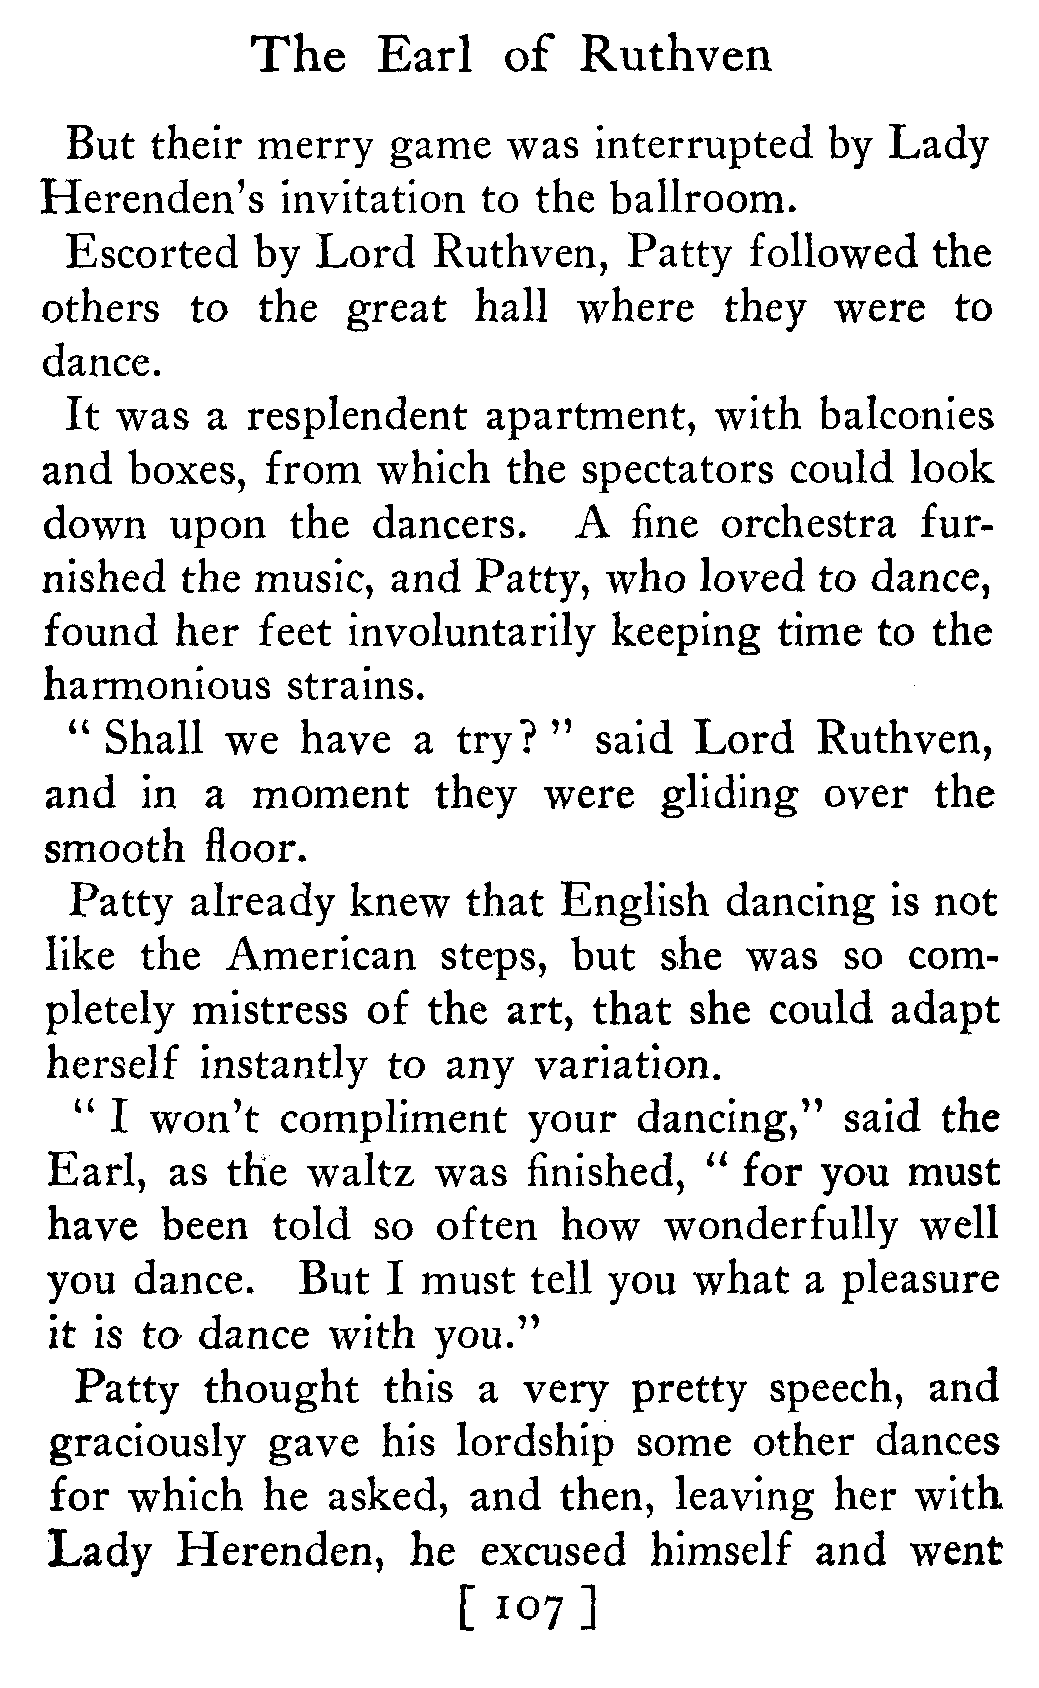 The Earl of Ruthven
But their merry game was interrupted by Lady
Herenden's invitation to the ballroom.
Escorted by Lord Ruthven, Patty followed the
others to the great hall where they were to
dance.
It was a resplendent apartment, with balconies
and boxes, from which the spectators could look
down upon the dancers. A fine orchestra fur-
nished the music, and Patty, who loved to dance,
found her feet involuntarily keeping time to the
harmonious strains.
" Shall we have a try? " said Lord Ruthven,
and in a moment they were gliding over the
smooth floor.
Patty already knew that English dancing is not
like the American steps, but she was so com-
pletely mistress of the art, that she could adapt
herself instantly to any variation.
" I won't compliment your dancing," said the
Earl, as the waltz was finished, " for you must
have been told so often how wonderfully well
you dance. But I must tell you what a pleasure
it is to dance with you."
Patty thought this a very pretty speech, and
graciously gave his lordship some other dances
for which he asked, and then, leaving her with
Lady Herenden, he excused himself and went
[ 107 ]